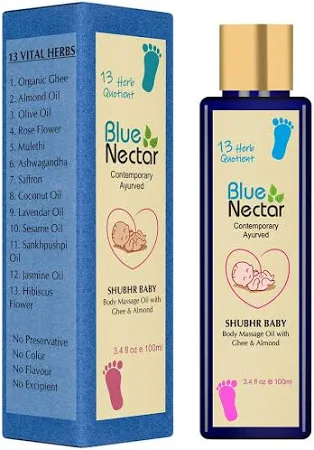 13 VITAL HERBS
1. Organic Ghee
2. Almond Oil
3. Olive Oil
4. Rose Flower
5. Mulethi
6. Ashwagandha
7. Saffron
8. Coconut Oil
9. Lavendar Oil
10. Sesame Oil
11. Sankhpushpi
Oil
12. Jasmine Oil
13. Hibiscus
Flower
No Preservative
No Color
No Flavour
No Excipient
13 Herb
Quotient
Blue
Nectar
Contemporary
Ayurved
SHUBHR BABY
Body Massage Oil with
Ghee & Almond
3.4 fl oz e 100ml
13 Herb
Quotient
Blue
Nectar
Contemporary
Ayurved
SHUBHR BABY
Body Massage Oil with
Ghee & Almond
3.4 fl oz e 100ml